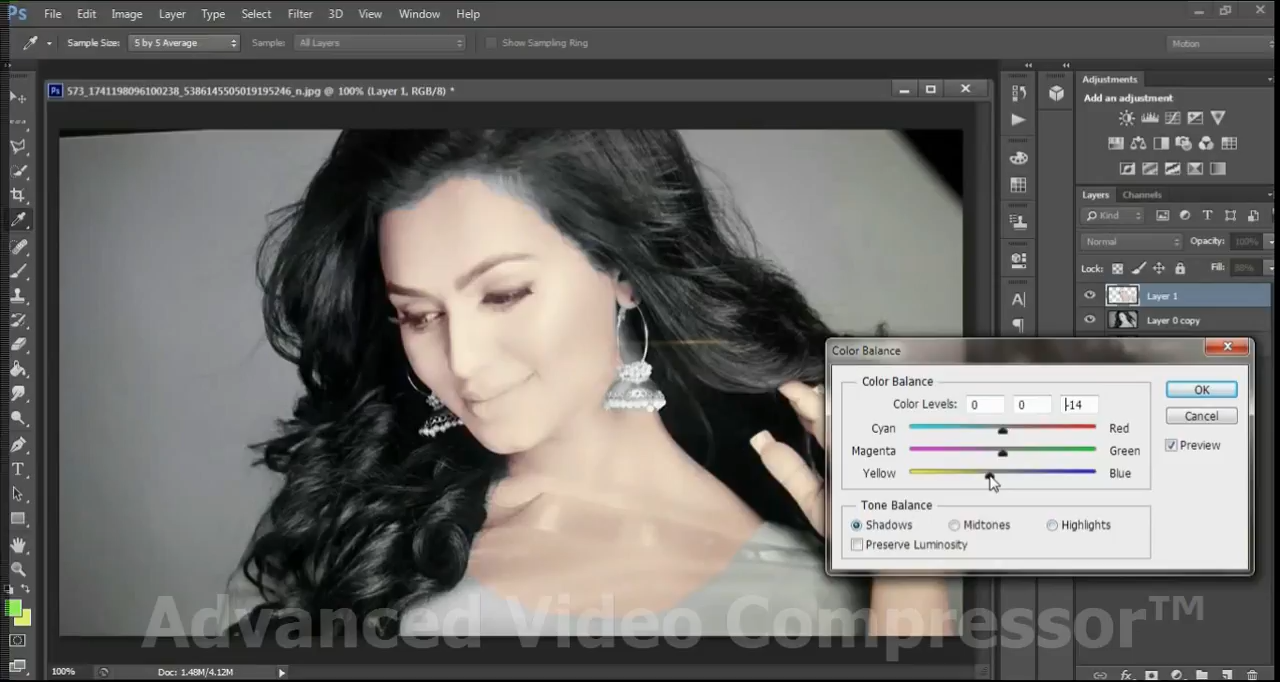 Ps File Edit Image Layer Type Select Filter 3D View Window Help
Sample Size: 5 by 5 Average Sample: All Layers Show Sampling Ring Motion
Ps 573_1741198096100238_5386145505019195246_n.jpg @ 100% (Layer 1, RGB/8) *
Adjustments
Add an adjustment
Layers Channels
Kind
Normal Opacity: 100%
Lock: Fill:
Layer 1
Layer 0 copy
Color Balance
Color Balance
Color Levels: 0 0 -14
Cyan Red
Magenta Green
Yellow Blue
OK
Cancel
Preview
Tone Balance
Shadows Midtones Highlights
Preserve Luminosity
Advanced Video Compressor™
100% Doc: 1.48M/4.12M